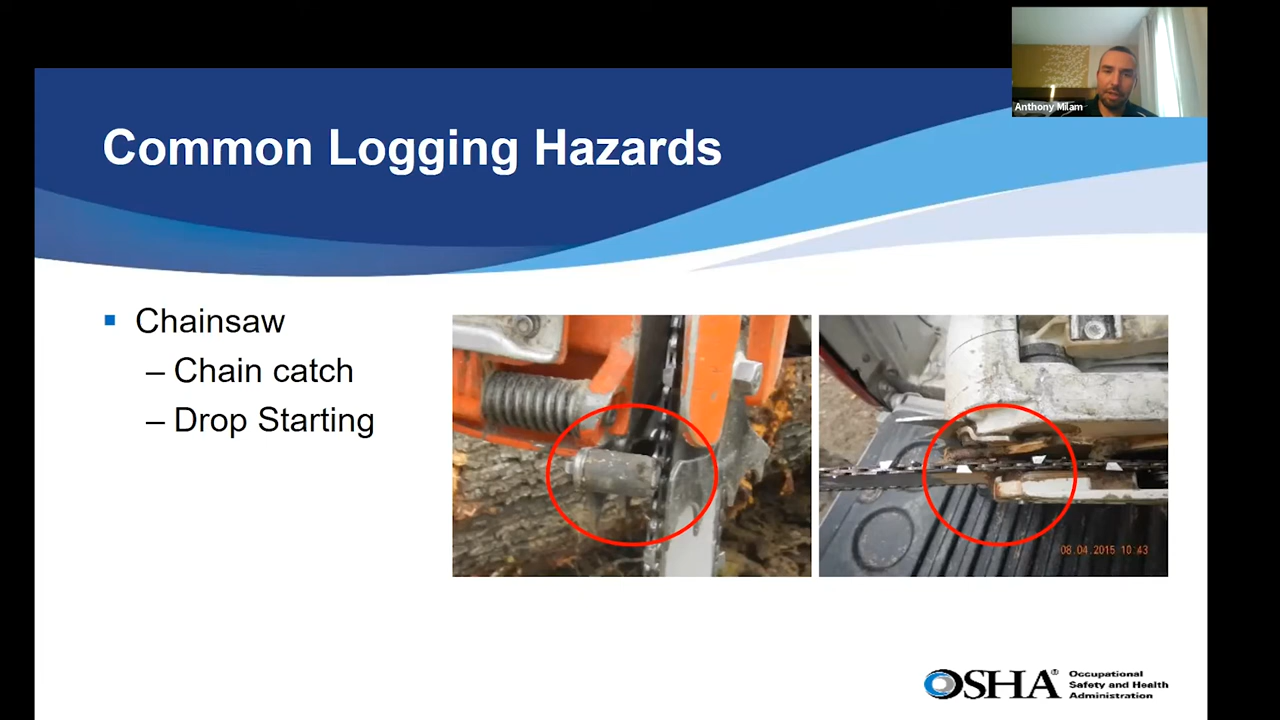 Anthony Milam
Common Logging Hazards
Chainsaw
– Chain catch
– Drop Starting
08.04.2015 10:43
OSHA® Occupational
Safety and Health
Administration